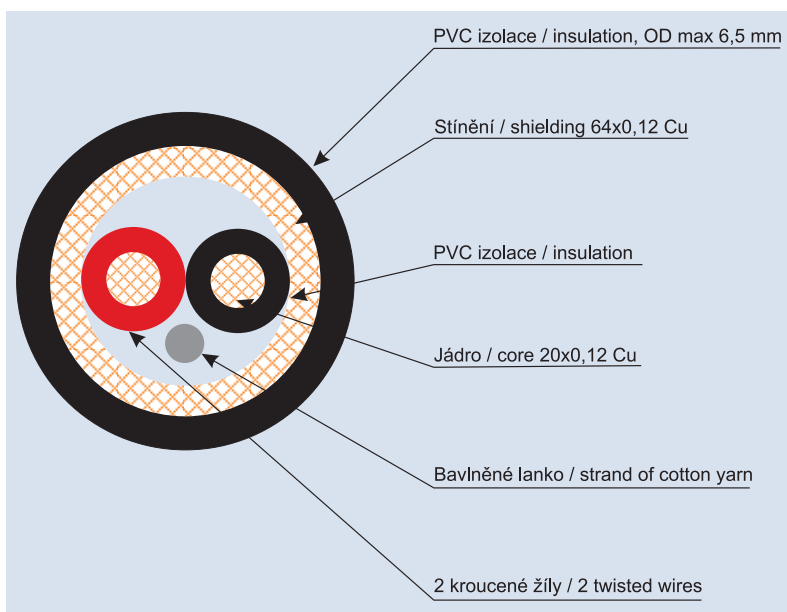 PVC izolace / insulation, OD max 6,5 mm
Stínění / shielding 64x0,12 Cu
PVC izolace / insulation
Jádro / core 20x0,12 Cu
Bavlněné lanko / strand of cotton yarn
2 kroucené žíly / 2 twisted wires